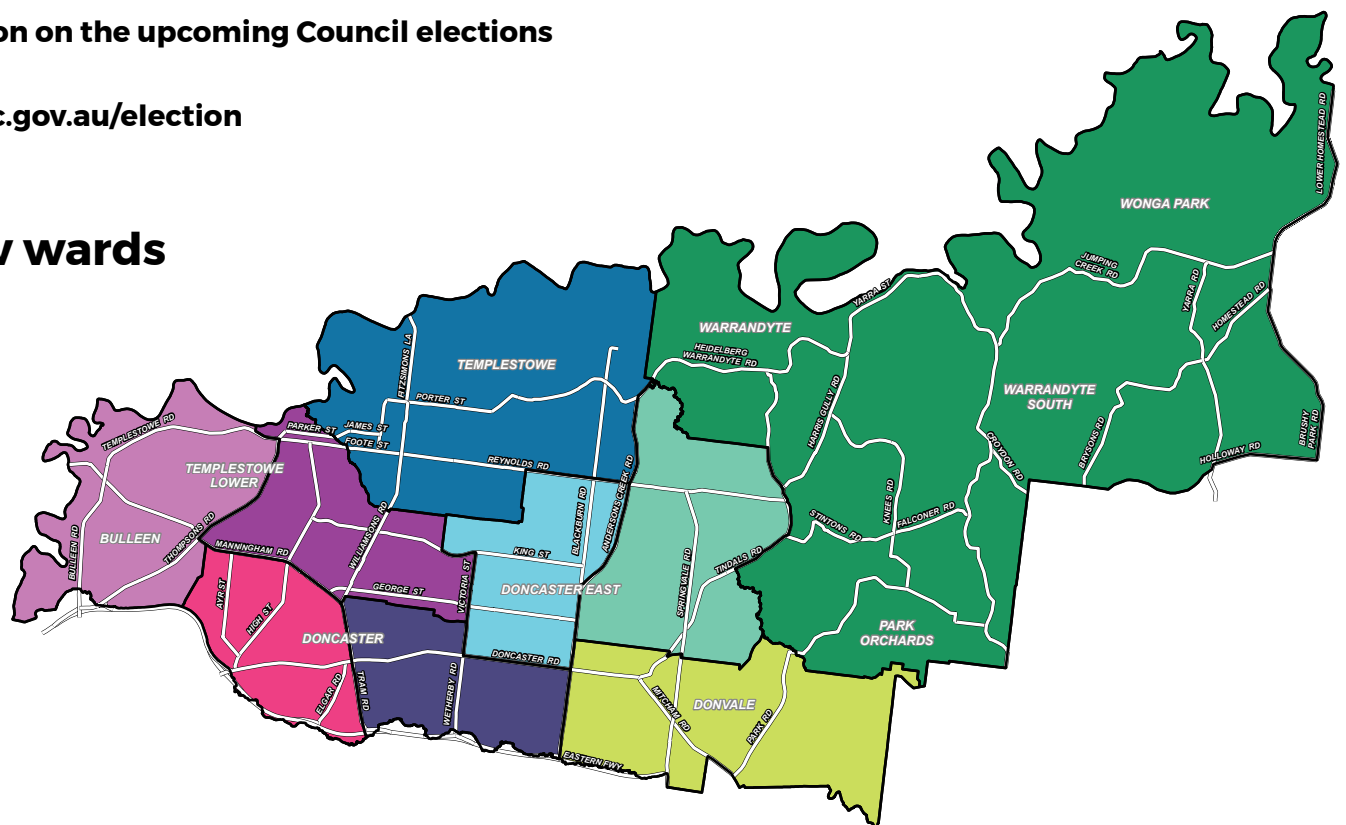 on on the upcoming Council elections
c.gov.au/election
wards
WONGA PARK
LOWER HOMESTEAD RD
JUMPING
CREEK RD
YARRA RD
HOMESTEAD RD
YARRA ST
WARRANDYTE
HEIDELBERG
WARRANDYTE RD
WARRANDYTE
SOUTH
HARRIS GULLY RD
CROYDON RD
BRYSONS RD
HOLLOWAY RD
BRUSHY
PARK RD
KNEES RD
FALCONER RD
STINTONS RD
PARK
ORCHARDS
TEMPLESTOWE
FITZSIMONS LA
PORTER ST
JAMES ST
FOOTE ST
PARKER ST
REYNOLDS RD
TEMPLESTOWE RD
TEMPLESTOWE
LOWER
BULLEEN
BULLEEN RD
THOMPSONS RD
MANNINGHAM RD
WILLIAMSONS RD
GEORGE ST
VICTORIA ST
KING ST
BLACKBURN RD
ANDERSONS CREEK RD
DONCASTER EAST
SPRINGVALE RD
TINDALS RD
AYR ST
HIGH ST
DONCASTER
ELGAR RD
TRAM RD
WETHERBY RD
DONCASTER RD
MITCHAM RD
DONVALE
PARK RD
EASTERN FWY